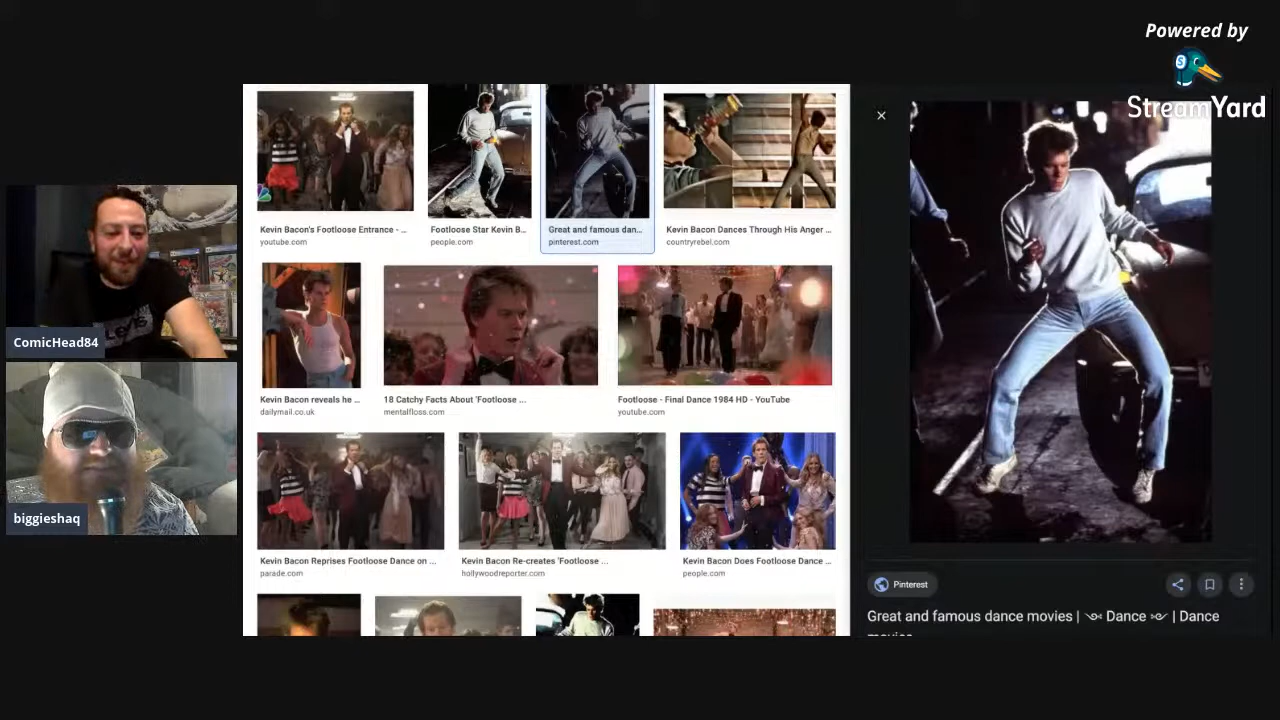 Powered by
StreamYard
Kevin Bacon's Footloose Entrance - ...
youtube.com
Footloose Star Kevin B...
people.com
Great and famous dan...
pinterest.com
Kevin Bacon Dances Through His Anger ...
countryrebel.com
ComicHead84
Kevin Bacon reveals he ...
dailymail.co.uk
18 Catchy Facts About 'Footloose ...
mentalfloss.com
Footloose - Final Dance 1984 HD - YouTube
youtube.com
biggieshaq
Kevin Bacon Reprises Footloose Dance on ...
parade.com
Kevin Bacon Re-creates 'Footloose ...
hollywoodreporter.com
Kevin Bacon Does Footloose Dance ...
people.com
Pinterest
Great and famous dance movies | Dance | Dance